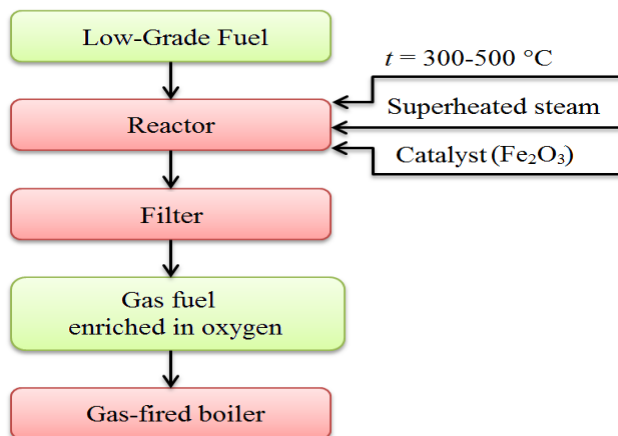 Low-Grade Fuel
t = 300-500 °C
Superheated steam
Reactor
Catalyst (Fe₂O₃)
Filter
Gas fuel
enriched in oxygen
Gas-fired boiler